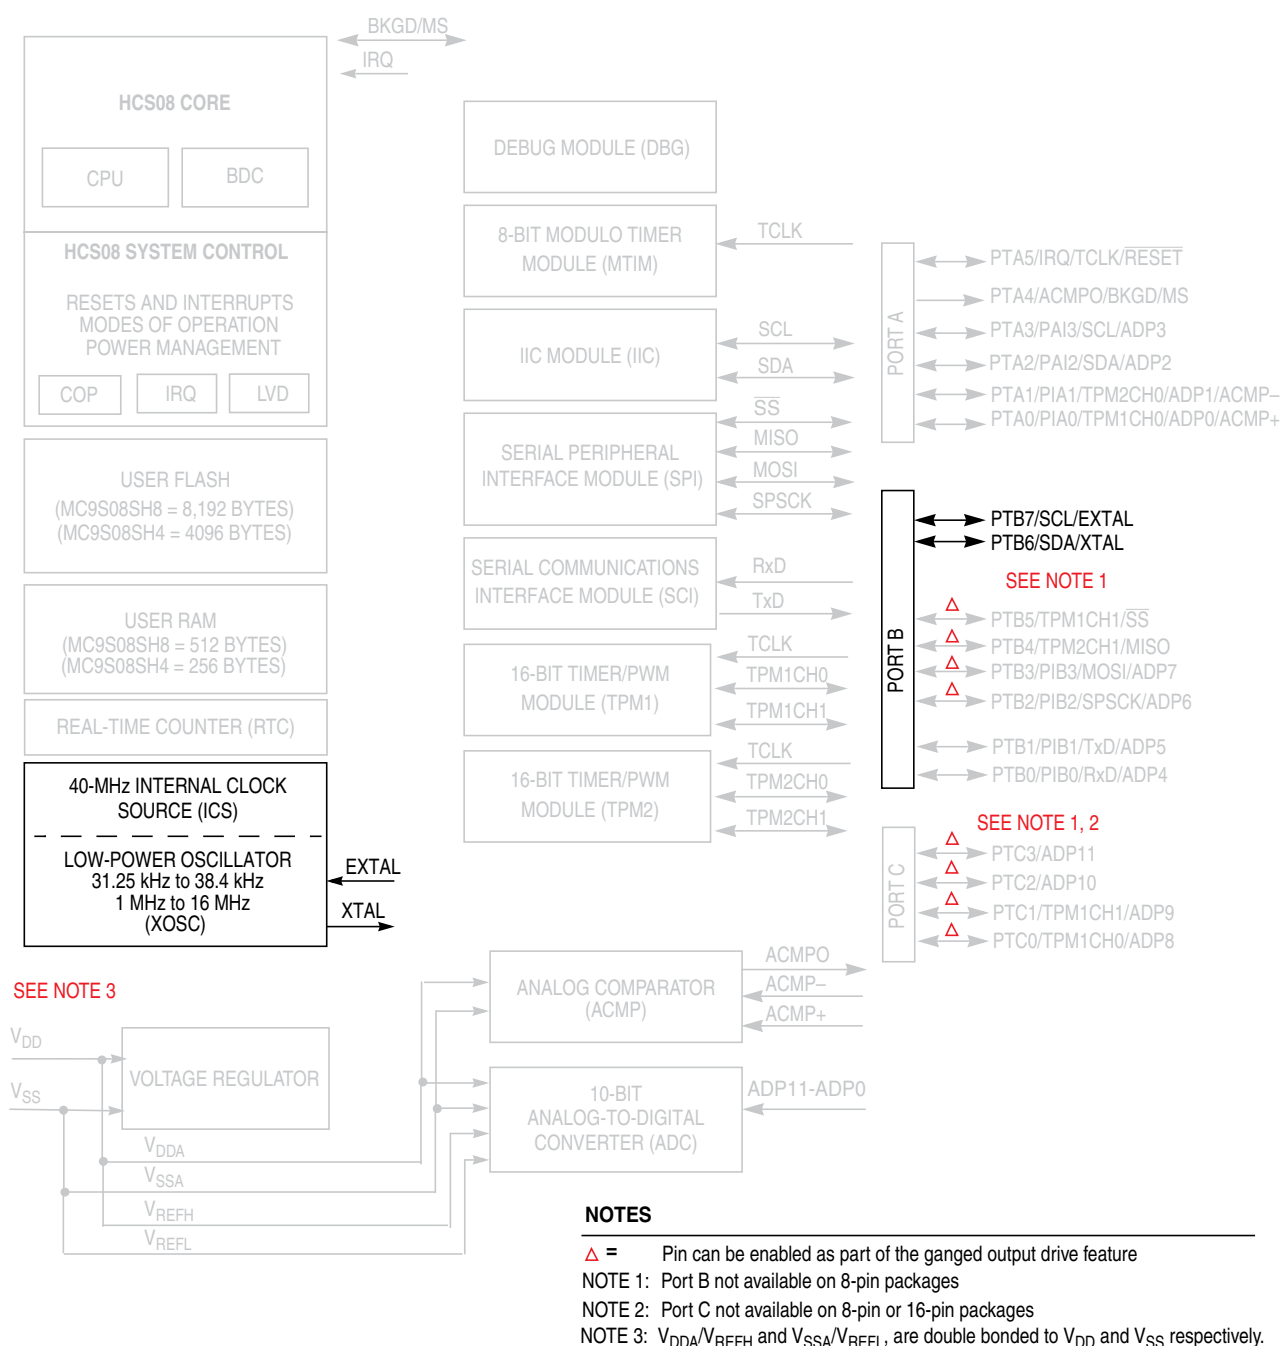 BKGD/MS
IRQ
HCS08 CORE
CPU
BDC
HCS08 SYSTEM CONTROL
RESETS AND INTERRUPTS
MODES OF OPERATION
POWER MANAGEMENT
COP
IRQ
LVD
USER FLASH
(MC9S08SH8 = 8,192 BYTES)
(MC9S08SH4 = 4096 BYTES)
USER RAM
(MC9S08SH8 = 512 BYTES)
(MC9S08SH4 = 256 BYTES)
REAL-TIME COUNTER (RTC)
40-MHz INTERNAL CLOCK
SOURCE (ICS)
LOW-POWER OSCILLATOR
31.25 kHz to 38.4 kHz
1 MHz to 16 MHz
(XOSC)
EXTAL
XTAL
DEBUG MODULE (DBG)
8-BIT MODULO TIMER
MODULE (MTIM)
TCLK
IIC MODULE (IIC)
SCL
SDA
SERIAL PERIPHERAL
INTERFACE MODULE (SPI)
SS
MISO
MOSI
SPSCK
SERIAL COMMUNICATIONS
INTERFACE MODULE (SCI)
RxD
TxD
16-BIT TIMER/PWM
MODULE (TPM1)
TCLK
TPM1CH0
TPM1CH1
16-BIT TIMER/PWM
MODULE (TPM2)
TCLK
TPM2CH0
TPM2CH1
PORT A
PTA5/IRQ/TCLK/RESET
PTA4/ACMPO/BKGD/MS
PTA3/PAI3/SCL/ADP3
PTA2/PAI2/SDA/ADP2
PTA1/PIA1/TPM2CH0/ADP1/ACMP–
PTA0/PIA0/TPM1CH0/ADP0/ACMP+
PORT B
PTB7/SCL/EXTAL
PTB6/SDA/XTAL
SEE NOTE 1
PTB5/TPM1CH1/SS
PTB4/TPM2CH1/MISO
PTB3/PIB3/MOSI/ADP7
PTB2/PIB2/SPSCK/ADP6
PTB1/PIB1/TxD/ADP5
PTB0/PIB0/RxD/ADP4
SEE NOTE 1, 2
PORT C
PTC3/ADP11
PTC2/ADP10
PTC1/TPM1CH1/ADP9
PTC0/TPM1CH0/ADP8
SEE NOTE 3
VDD
VSS
VOLTAGE REGULATOR
VDDA
VSSA
VREFH
VREFL
ANALOG COMPARATOR
(ACMP)
ACMPO
ACMP–
ACMP+
10-BIT
ANALOG-TO-DIGITAL
CONVERTER (ADC)
ADP11-ADP0
NOTES
Δ = Pin can be enabled as part of the ganged output drive feature
NOTE 1: Port B not available on 8-pin packages
NOTE 2: Port C not available on 8-pin or 16-pin packages
NOTE 3: VDDA/VREFH and VSSA/VREFL, are double bonded to VDD and VSS respectively.